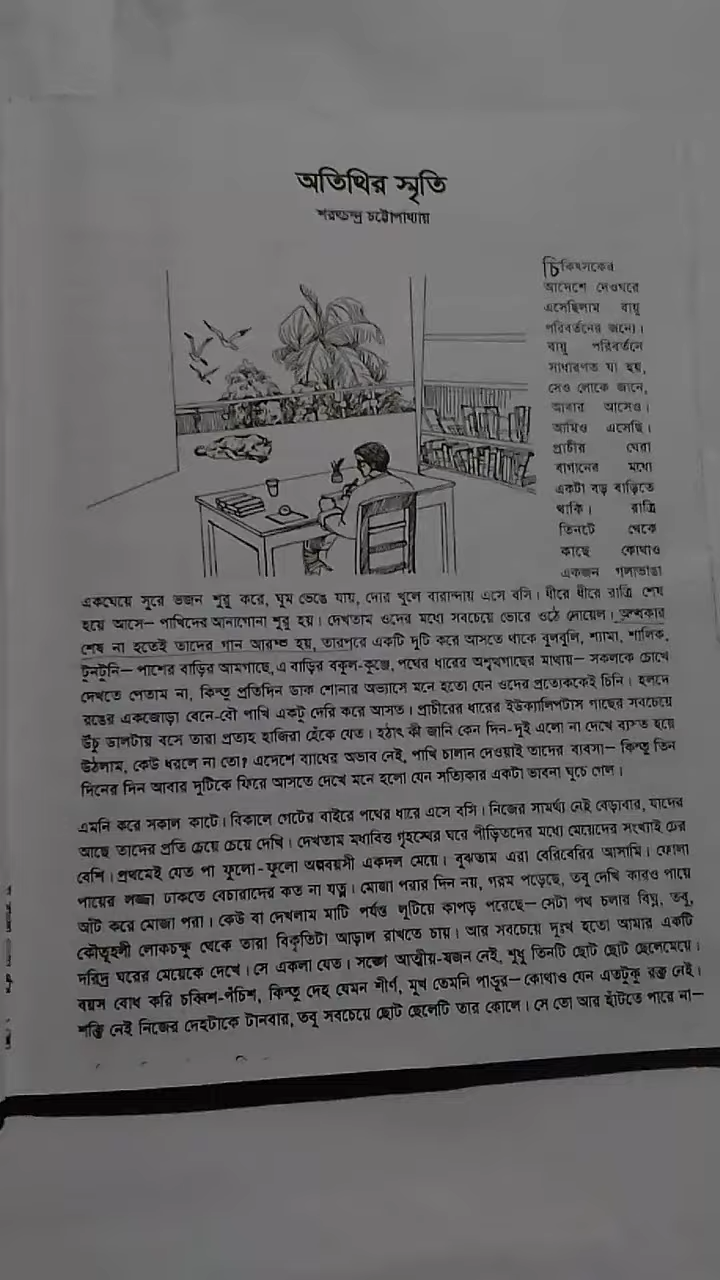 অতিথির স্মৃতি
শরৎচন্দ্র চট্টোপাধ্যায়
চিকিৎসকের
আদেশে দেওঘরে
এসেছিলাম বায়ু
পরিবর্তনের জন্যে।
বায়ু পরিবর্তনে
সাধারণত যা হয়,
সেও লোকে জানে,
আবার আসেও।
আমিও এসেছি।
প্রাচীর ঘেরা
বাগানের মধ্যে
একটা বড় বাড়িতে
থাকি। রাত্রি
তিনটে থেকে
কাছে কোথাও
একজন গলাভাঙা
একঘেয়ে সুরে ভজন শুরু করে, ঘুম ভেঙে যায়, দোর খুলে বারান্দায় এসে বসি। ধীরে ধীরে রাত্রি শেষ
হয়ে আসে— পাখিদের আনাগোনা শুরু হয়। দেখতাম ওদের মধ্যে সবচেয়ে ভোরে ওঠে দোয়েল। অন্ধকার
শেষ না হতেই তাদের গান আরম্ভ হয়, তারপরে একটি দুটি করে আসতে থাকে বুলবুলি, শ্যামা, শালিক,
টুনটুনি— পাশের বাড়ির আমগাছে, এ বাড়ির বকুল-কুঞ্জে, পথের ধারের অশ্বত্থগাছের মাথায়— সকলকে চোখে
দেখতে পেতাম না, কিন্তু প্রতিদিন ডাক শোনার অভ্যাসে মনে হতো যেন ওদের প্রত্যেককেই চিনি। হলদে
রঙের একজোড়া বেনে-বৌ পাখি একটু দেরি করে আসত। প্রাচীরের ধারের ইউক্যালিপটাস গাছের সবচেয়ে
উঁচু ডালটায় বসে তারা প্রত্যহ হাজিরা হেঁকে যেত। হঠাৎ কী জানি কেন দিন-দুই এলো না দেখে ব্যস্ত হয়ে
উঠলাম, কেউ ধরলে না তো? এদেশে ব্যাধের অভাব নেই, পাখি চালান দেওয়াই তাদের ব্যবসা— কিন্তু তিন
দিনের দিন আবার দুটিকে ফিরে আসতে দেখে মনে হলো যেন সত্যিকার একটা ভাবনা ঘুচে গেল।
এমনি করে সকাল কাটে। বিকালে গেটের বাইরে পথের ধারে এসে বসি। নিজের সামর্থ্য নেই বেড়াবার, যাদের
আছে তাদের প্রতি চেয়ে চেয়ে দেখি। দেখতাম মধ্যবিত্ত গৃহস্থের ঘরে পীড়িতদের মধ্যে মেয়েদের সংখ্যাই ঢের
বেশি। প্রথমেই যেত পা ফুলো-ফুলো অল্পবয়সী একদল মেয়ে। বুঝতাম এরা বেরিবেরির আসামি। ফোলা
পায়ের লজ্জা ঢাকতে বেচারাদের কত না যত্ন। মোজা পরার দিন নয়, গরম পড়েছে, তবু দেখি কারও পায়ে
আঁট করে মোজা পরা। কেউ বা দেখলাম মাটি পর্যন্ত লুটিয়ে কাপড় পরেছে— সেটা পথ চলার বিঘ্ন, তবু,
কৌতূহলী লোকচক্ষু থেকে তারা বিকৃতিটা আড়াল রাখতে চায়। আর সবচেয়ে দুঃখ হতো আমার একটি
দরিদ্র ঘরের মেয়েকে দেখে। সে একলা যেত। সঙ্গে আত্মীয়-স্বজন নেই, শুধু তিনটি ছোট ছোট ছেলেমেয়ে।
বয়স বোধ করি চব্বিশ-পঁচিশ, কিন্তু দেহ যেমন শীর্ণ, মুখ তেমনি পাণ্ডুর— কোথাও যেন এতটুকু রক্ত নেই।
শক্তি নেই নিজের দেহটাকে টানবার, তবু সবচেয়ে ছোট ছেলেটি তার কোলে। সে তো আর হাঁটতে পারে না—